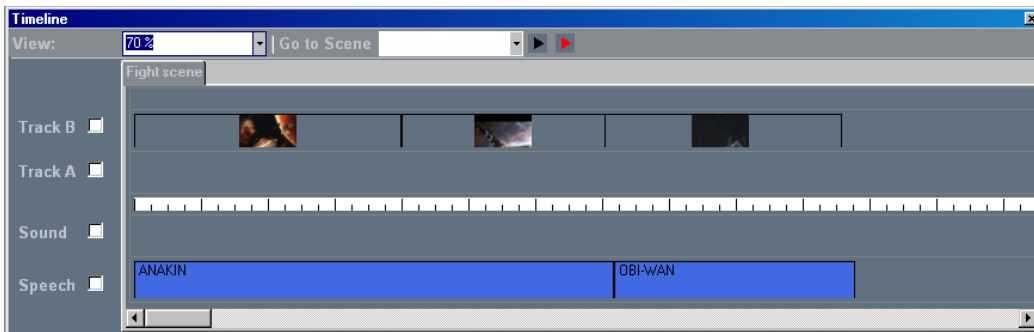 Timeline
View: 70 % Go to Scene
Fight scene
Track B
Track A
Sound
Speech
ANAKIN OBI-WAN